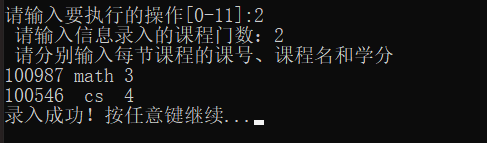 请输入要执行的操作[0-11]:2
请输入信息录入的课程门数：2
请分别输入每节课程的课号、课程名和学分
100987 math 3
100546  cs  4
录入成功！按任意键继续...